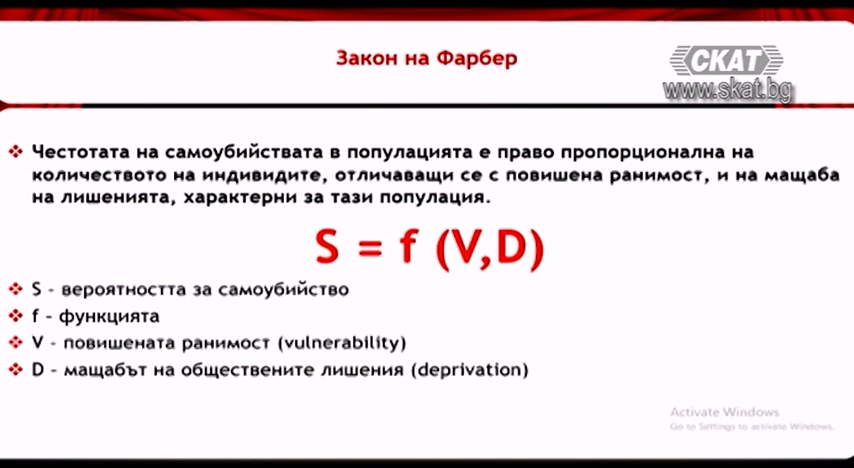 Закон на Фарбер
СКАТ
www.skat.bg
❖ Честотата на самоубийствата в популацията е право пропорционална на
количеството на индивидите, отличаващи се с повишена ранимост, и на мащаба
на лишенията, характерни за тази популация.
S = f (V,D)
❖ S - вероятността за самоубийство
❖ f - функцията
❖ V - повишената ранимост (vulnerability)
❖ D - мащабът на обществените лишения (deprivation)
Activate Windows
Go to Settings to activate Windows.